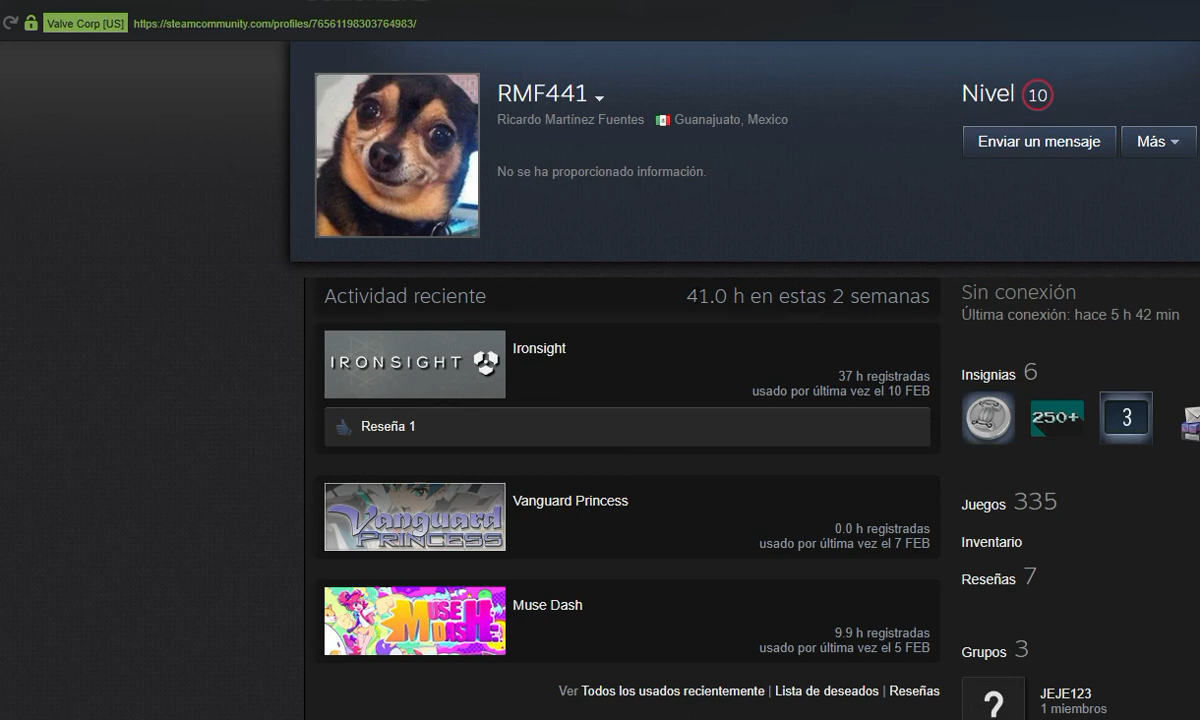 Valve Corp [US] https://steamcommunity.com/profiles/76561198303764983/
RMF441
Ricardo Martínez Fuentes Guanajuato, Mexico
No se ha proporcionado información.
Nivel 10
Enviar un mensaje Más
Actividad reciente 41.0 h en estas 2 semanas
IRONSIGHT
Ironsight
37 h registradas
usado por última vez el 10 FEB
Reseña 1
Vanguard PRINCESS
Vanguard Princess
0.0 h registradas
usado por última vez el 7 FEB
MUSE DASH
Muse Dash
9.9 h registradas
usado por última vez el 5 FEB
Ver Todos los usados recientemente | Lista de deseados | Reseñas
Sin conexión
Última conexión: hace 5 h 42 min
Insignias 6
250+ 3
Juegos 335
Inventario
Reseñas 7
Grupos 3
? JEJE123
1 miembros